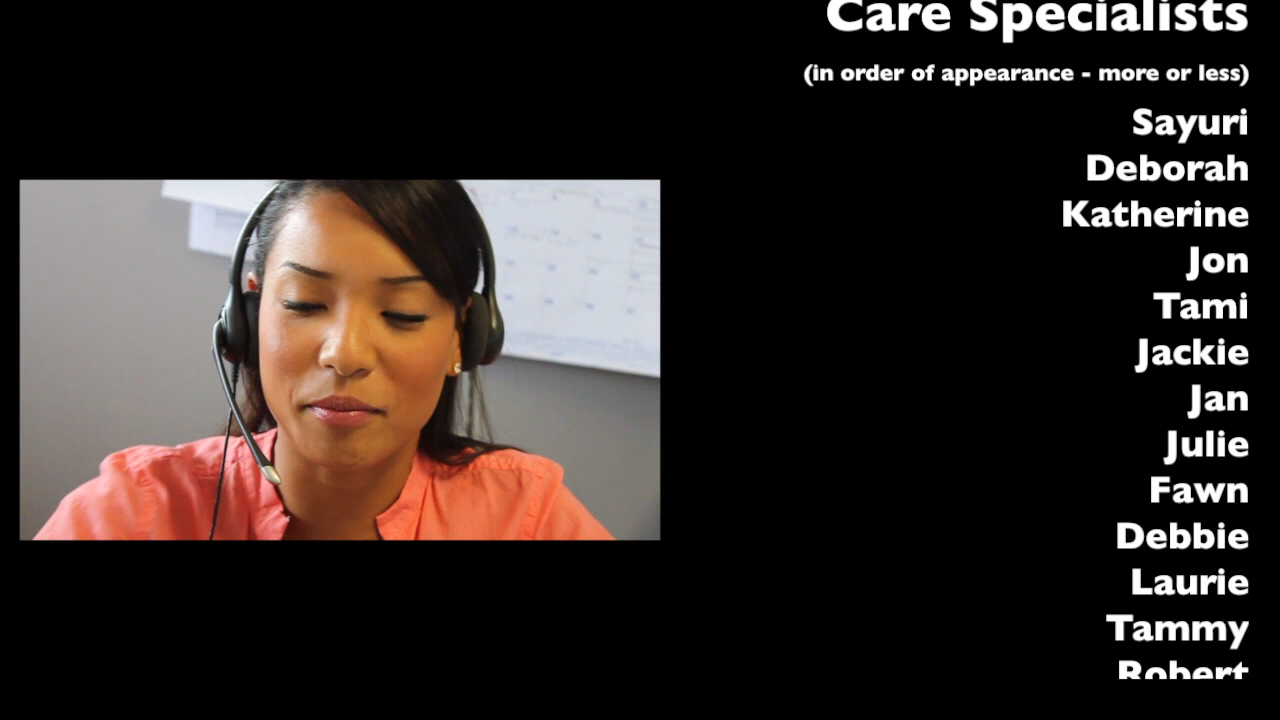 Care Specialists
(in order of appearance - more or less)
Sayuri
Deborah
Katherine
Jon
Tami
Jackie
Jan
Julie
Fawn
Debbie
Laurie
Tammy
Robert